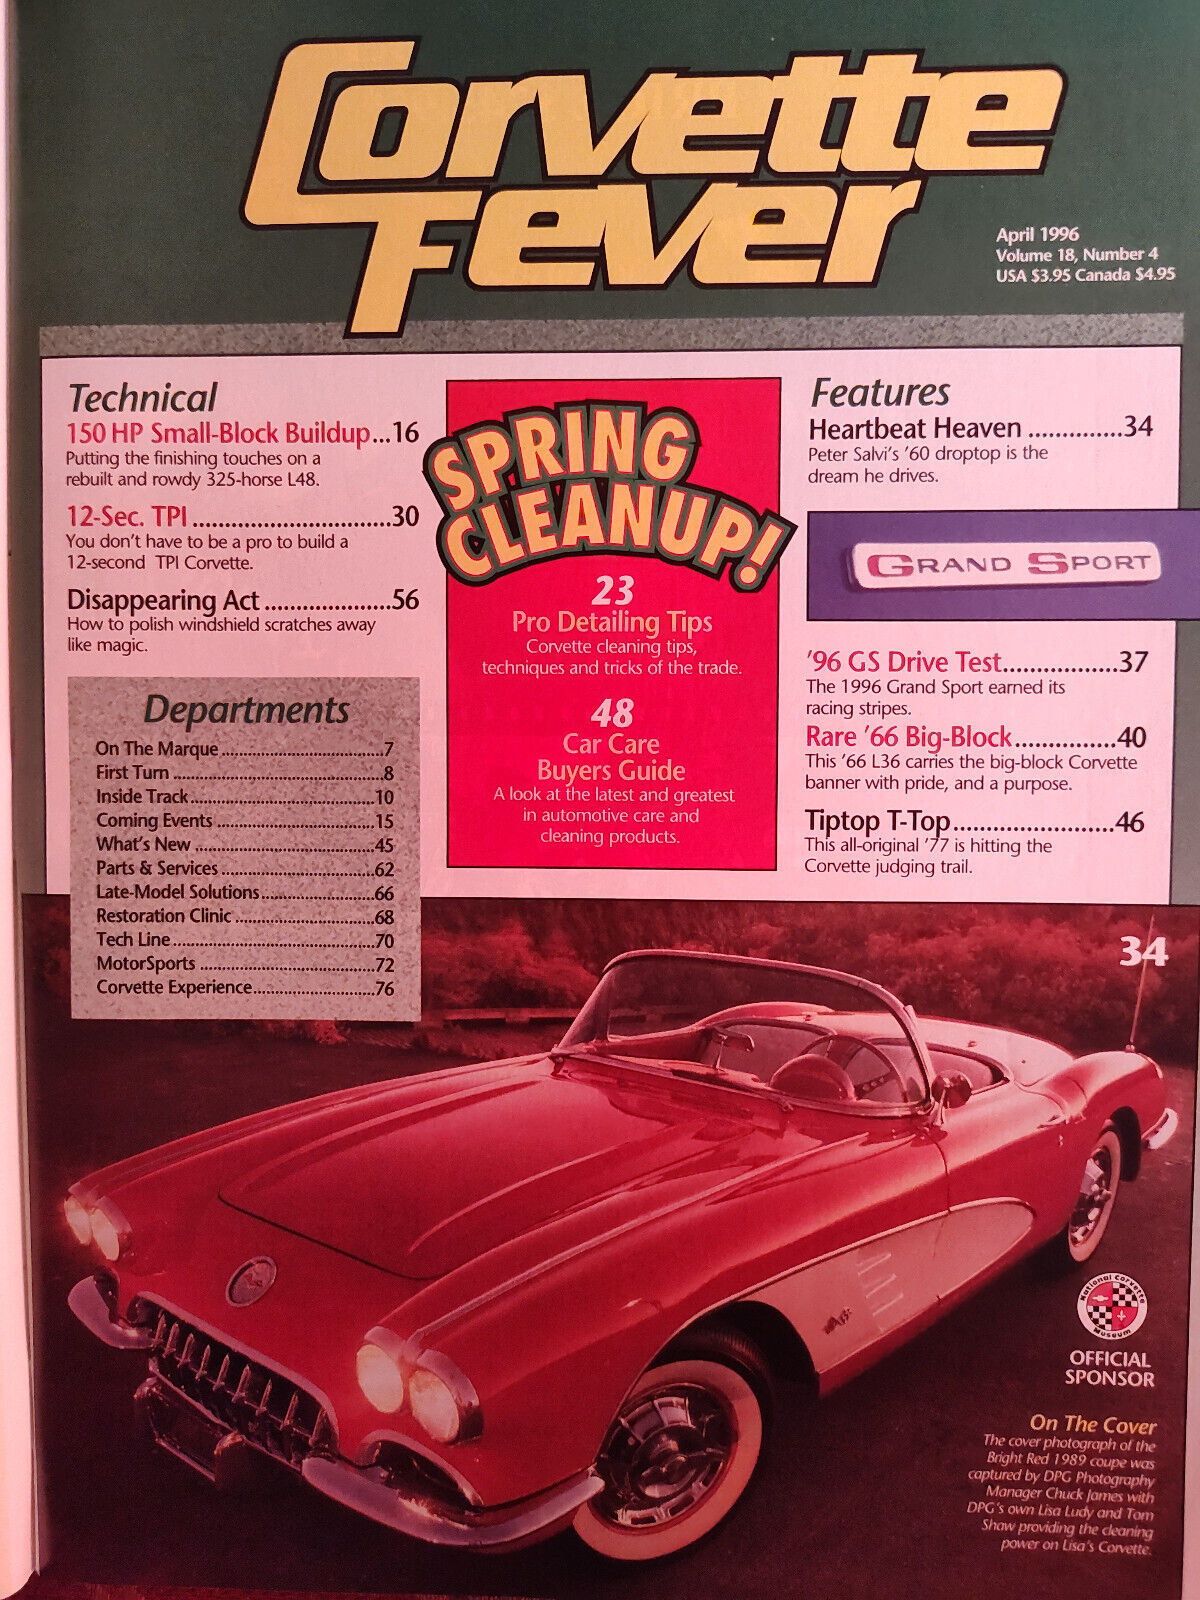 Corvette
Fever
April 1996
Volume 18, Number 4
USA $3.95 Canada $4.95
Technical
150 HP Small-Block Buildup...16
Putting the finishing touches on a
rebuilt and rowdy 325-horse L48.
12-Sec. TPI..............................30
You don't have to be a pro to build a
12-second TPI Corvette.
Disappearing Act ...................56
How to polish windshield scratches away
like magic.
Departments
On The Marque..................................7
First Turn...........................................8
Inside Track......................................10
Coming Events .................................15
What's New .....................................45
Parts & Services................................62
Late-Model Solutions........................66
Restoration Clinic .............................68
Tech Line..........................................70
MotorSports .....................................72
Corvette Experience..........................76
SPRING
CLEANUP!
23
Pro Detailing Tips
Corvette cleaning tips,
techniques and tricks of the trade.
48
Car Care
Buyers Guide
A look at the latest and greatest
in automotive care and
cleaning products.
Features
Heartbeat Heaven ..............34
Peter Salvi's '60 droptop is the
dream he drives.
GRAND SPORT
'96 GS Drive Test.................37
The 1996 Grand Sport earned its
racing stripes.
Rare '66 Big-Block...............40
This '66 L36 carries the big-block Corvette
banner with pride, and a purpose.
Tiptop T-Top........................46
This all-original '77 is hitting the
Corvette judging trail.
34
National Corvette
Museum
OFFICIAL
SPONSOR
On The Cover
The cover photograph of the
Bright Red 1989 coupe was
captured by DPG Photography
Manager Chuck James with
DPG's own Lisa Ludy and Tom
Shaw providing the cleaning
power on Lisa's Corvette.